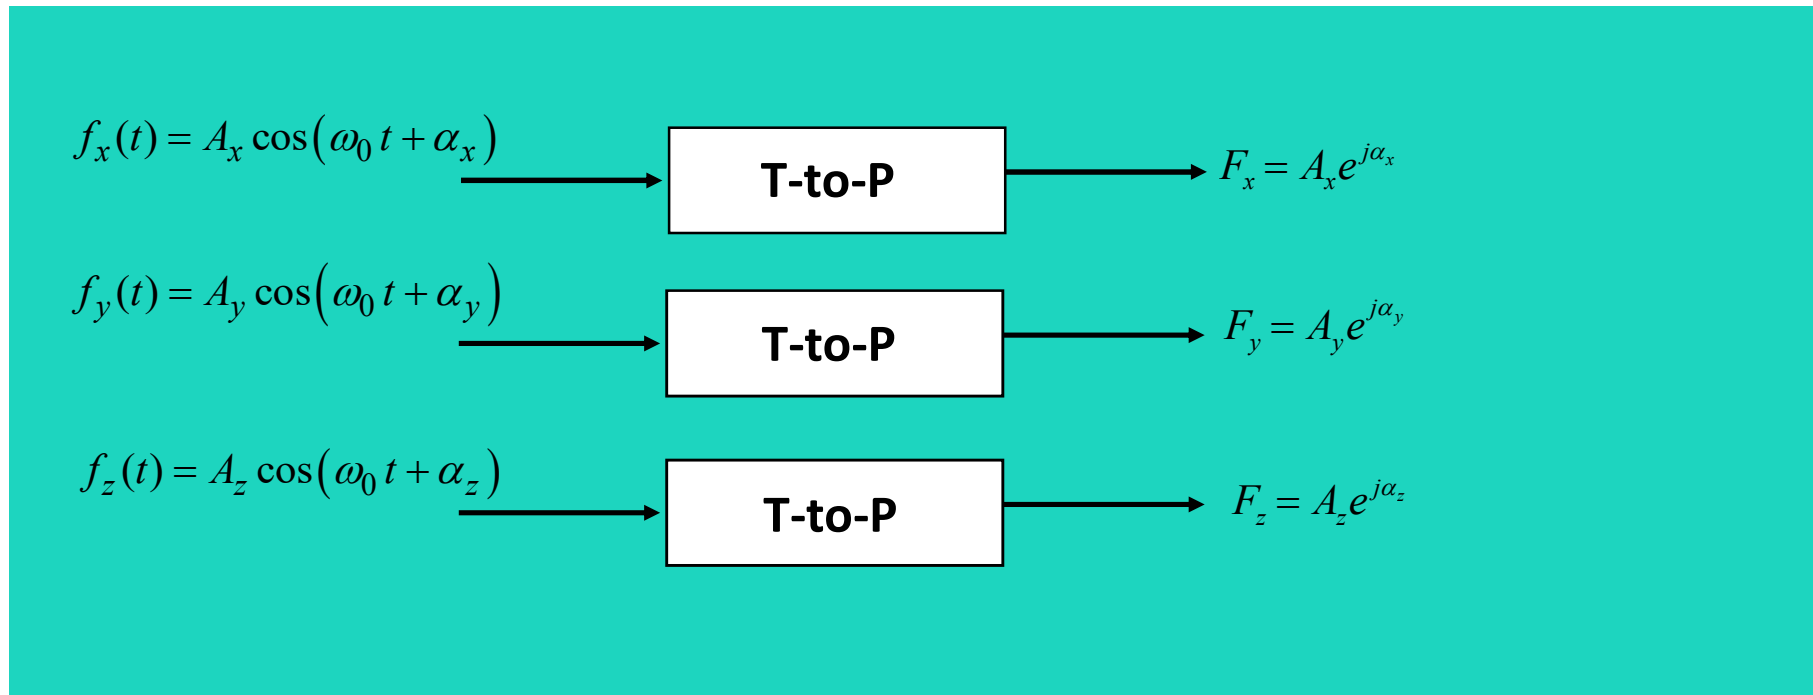 f_x(t) = A_x cos(ω_0 t + α_x)
T-to-P
F_x = A_x e^{jα_x}
f_y(t) = A_y cos(ω_0 t + α_y)
T-to-P
F_y = A_y e^{jα_y}
f_z(t) = A_z cos(ω_0 t + α_z)
T-to-P
F_z = A_z e^{jα_z}